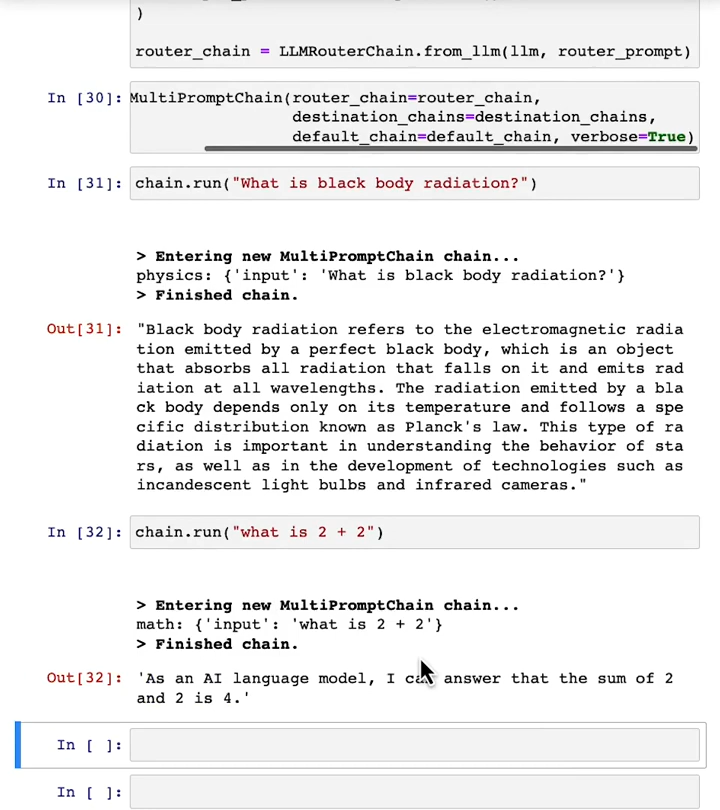 )
router_chain = LLMRouterChain.from_llm(llm, router_prompt)
In [30]: MultiPromptChain(router_chain=router_chain,
destination_chains=destination_chains,
default_chain=default_chain, verbose=True)
In [31]: chain.run("What is black body radiation?")
> Entering new MultiPromptChain chain...
physics: {'input': 'What is black body radiation?'}
> Finished chain.
Out[31]: "Black body radiation refers to the electromagnetic radia
tion emitted by a perfect black body, which is an object
that absorbs all radiation that falls on it and emits rad
iation at all wavelengths. The radiation emitted by a bla
ck body depends only on its temperature and follows a spe
cific distribution known as Planck's law. This type of ra
diation is important in understanding the behavior of sta
rs, as well as in the development of technologies such as
incandescent light bulbs and infrared cameras."
In [32]: chain.run("what is 2 + 2")
> Entering new MultiPromptChain chain...
math: {'input': 'what is 2 + 2'}
> Finished chain.
Out[32]: 'As an AI language model, I can answer that the sum of 2
and 2 is 4.'
In [ ]:
In [ ]: